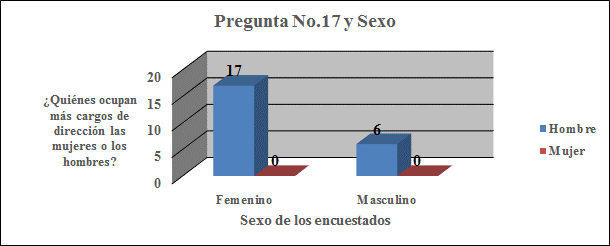 Pregunta No.17 y Sexo
¿Quiénes ocupan
más cargos de
dirección las
mujeres o los
hombres?
20
15
10
5
0
17
0
6
0
Femenino
Masculino
Sexo de los encuestados
Hombre
Mujer